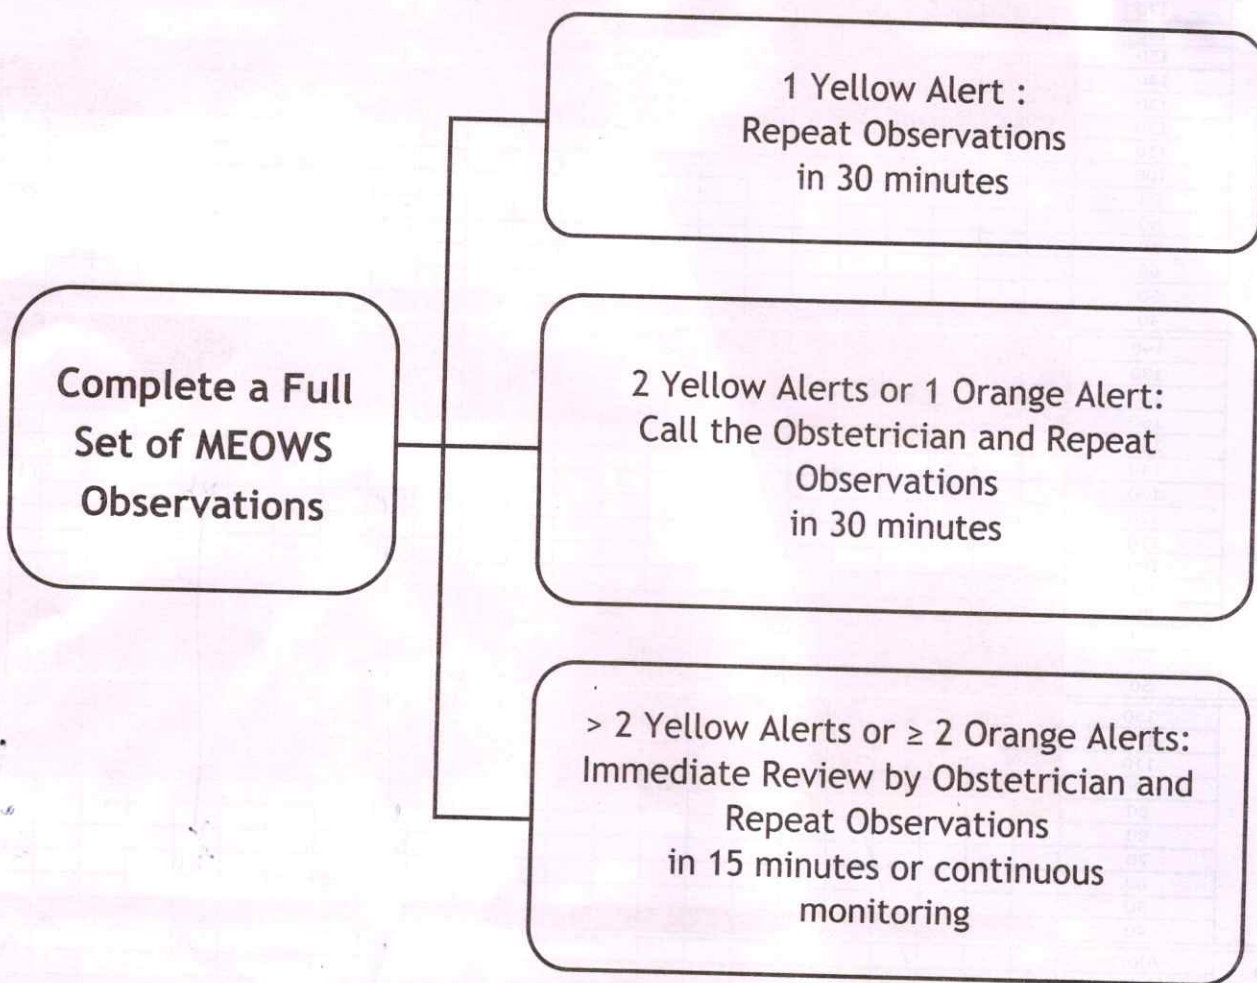 Complete a Full
Set of MEOWS
Observations
1 Yellow Alert :
Repeat Observations
in 30 minutes
2 Yellow Alerts or 1 Orange Alert:
Call the Obstetrician and Repeat
Observations
in 30 minutes
> 2 Yellow Alerts or ≥ 2 Orange Alerts:
Immediate Review by Obstetrician and
Repeat Observations
in 15 minutes or continuous
monitoring